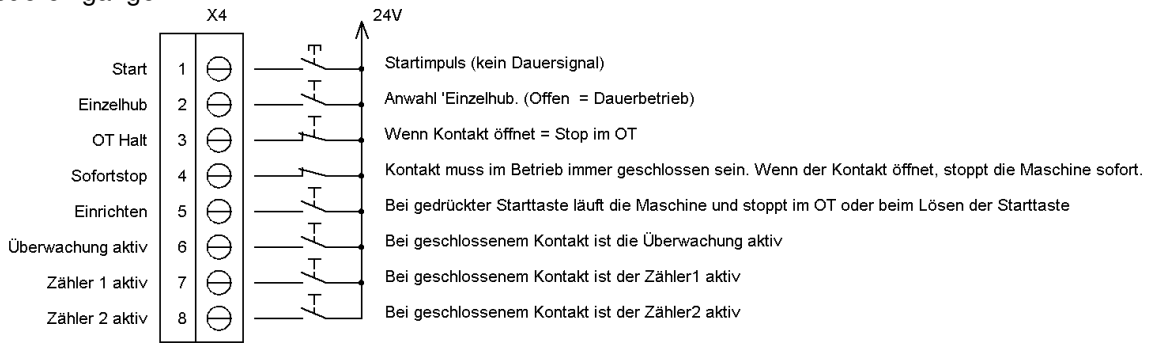 X4 24V
Start 1 Startimpuls (kein Dauersignal)
Einzelhub 2 Anwahl 'Einzelhub. (Offen = Dauerbetrieb)
OT Halt 3 Wenn Kontakt öffnet = Stop im OT
Sofortstop 4 Kontakt muss im Betrieb immer geschlossen sein. Wenn der Kontakt öffnet, stoppt die Maschine sofort.
Einrichten 5 Bei gedrückter Starttaste läuft die Maschine und stoppt im OT oder beim Lösen der Starttaste
Überwachung aktiv 6 Bei geschlossenem Kontakt ist die Überwachung aktiv
Zähler 1 aktiv 7 Bei geschlossenem Kontakt ist der Zähler1 aktiv
Zähler 2 aktiv 8 Bei geschlossenem Kontakt ist der Zähler2 aktiv